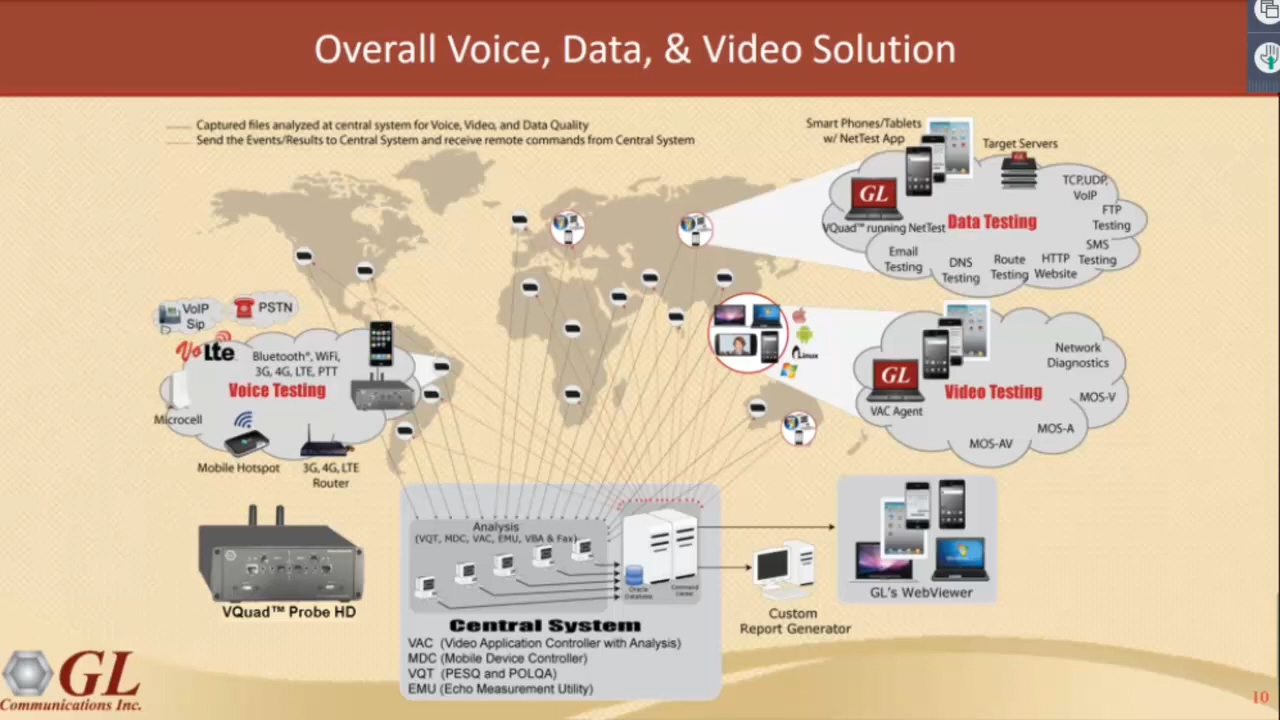 Overall Voice, Data, & Video Solution
Captured files analyzed at central system for Voice, Video, and Data Quality
Send the Events/Results to Central System and receive remote commands from Central System
Smart Phones/Tablets
w/ NetTest App
Target Servers
GL
GL
VQuad™ running NetTest
Data Testing
TCP,UDP,
VoIP
FTP
Testing
SMS
Testing
HTTP
Website
Route
Testing
DNS
Testing
Email
Testing
VoIP
Sip
PSTN
VoLTE
Bluetooth®, WiFi,
3G, 4G, LTE, PTT
Voice Testing
Microcell
Mobile Hotspot
3G, 4G, LTE
Router
Linux
GL
VAC Agent
Video Testing
Network
Diagnostics
MOS-V
MOS-A
MOS-AV
VQuad™ Probe HD
Analysis
(VQT, MDC, VAC, EMU, VBA & Fax)
Oracle
Database
Command
Center
Central System
VAC (Video Application Controller with Analysis)
MDC (Mobile Device Controller)
VQT (PESQ and POLQA)
EMU (Echo Measurement Utility)
Custom
Report Generator
GL's WebViewer
GL
Communications Inc.
10